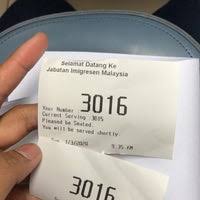 Selamat Datang Ke
Jabatan Imigresen Malaysia
Your Number 3016
Current Serving 3015
Pleased be Seated.
You will be served shortly.
9.35 AM
3016